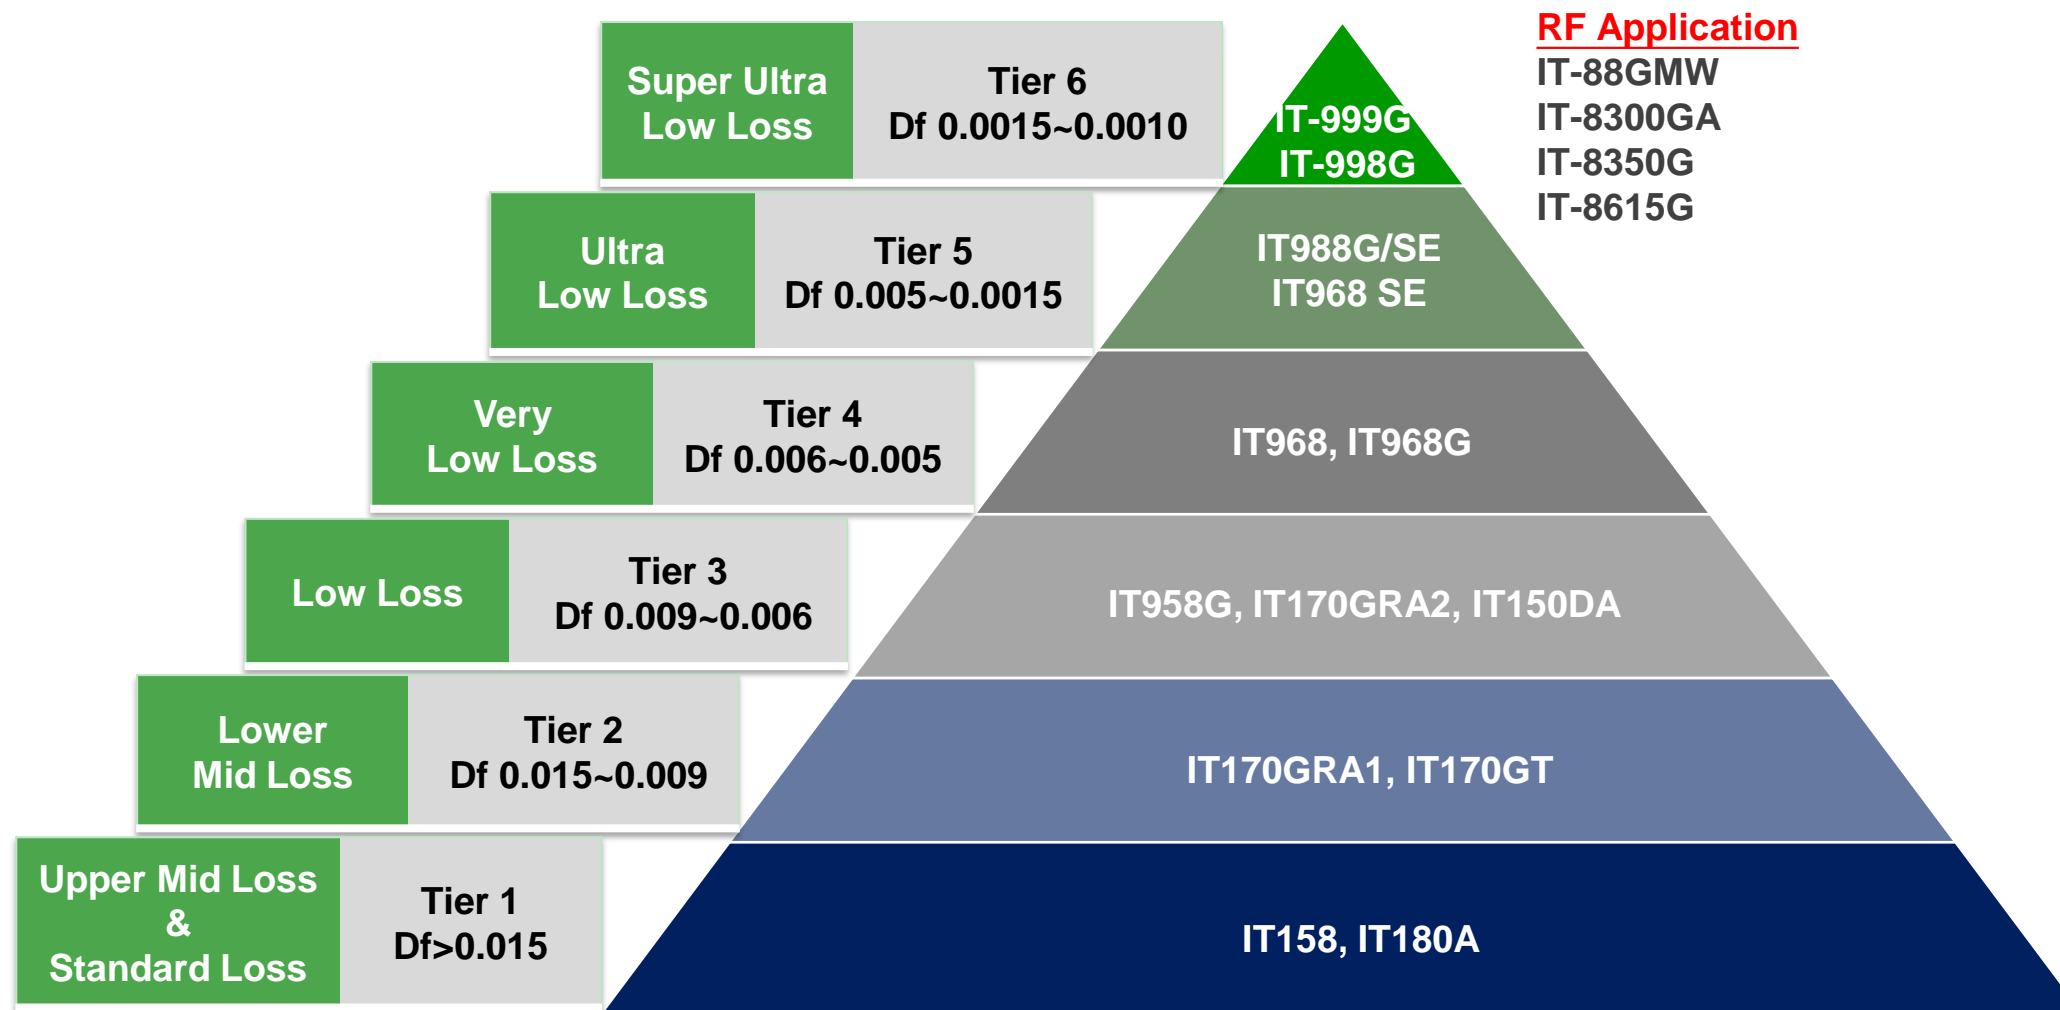 RF Application
IT-88GMW
IT-8300GA
IT-8350G
IT-8615G
Super Ultra
Low Loss
Tier 6
Df 0.0015~0.0010
IT-999G
IT-998G
Ultra
Low Loss
Tier 5
Df 0.005~0.0015
IT988G/SE
IT968 SE
Very
Low Loss
Tier 4
Df 0.006~0.005
IT968, IT968G
Low Loss
Tier 3
Df 0.009~0.006
IT958G, IT170GRA2, IT150DA
Lower
Mid Loss
Tier 2
Df 0.015~0.009
IT170GRA1, IT170GT
Upper Mid Loss
&
Standard Loss
Tier 1
Df>0.015
IT158, IT180A